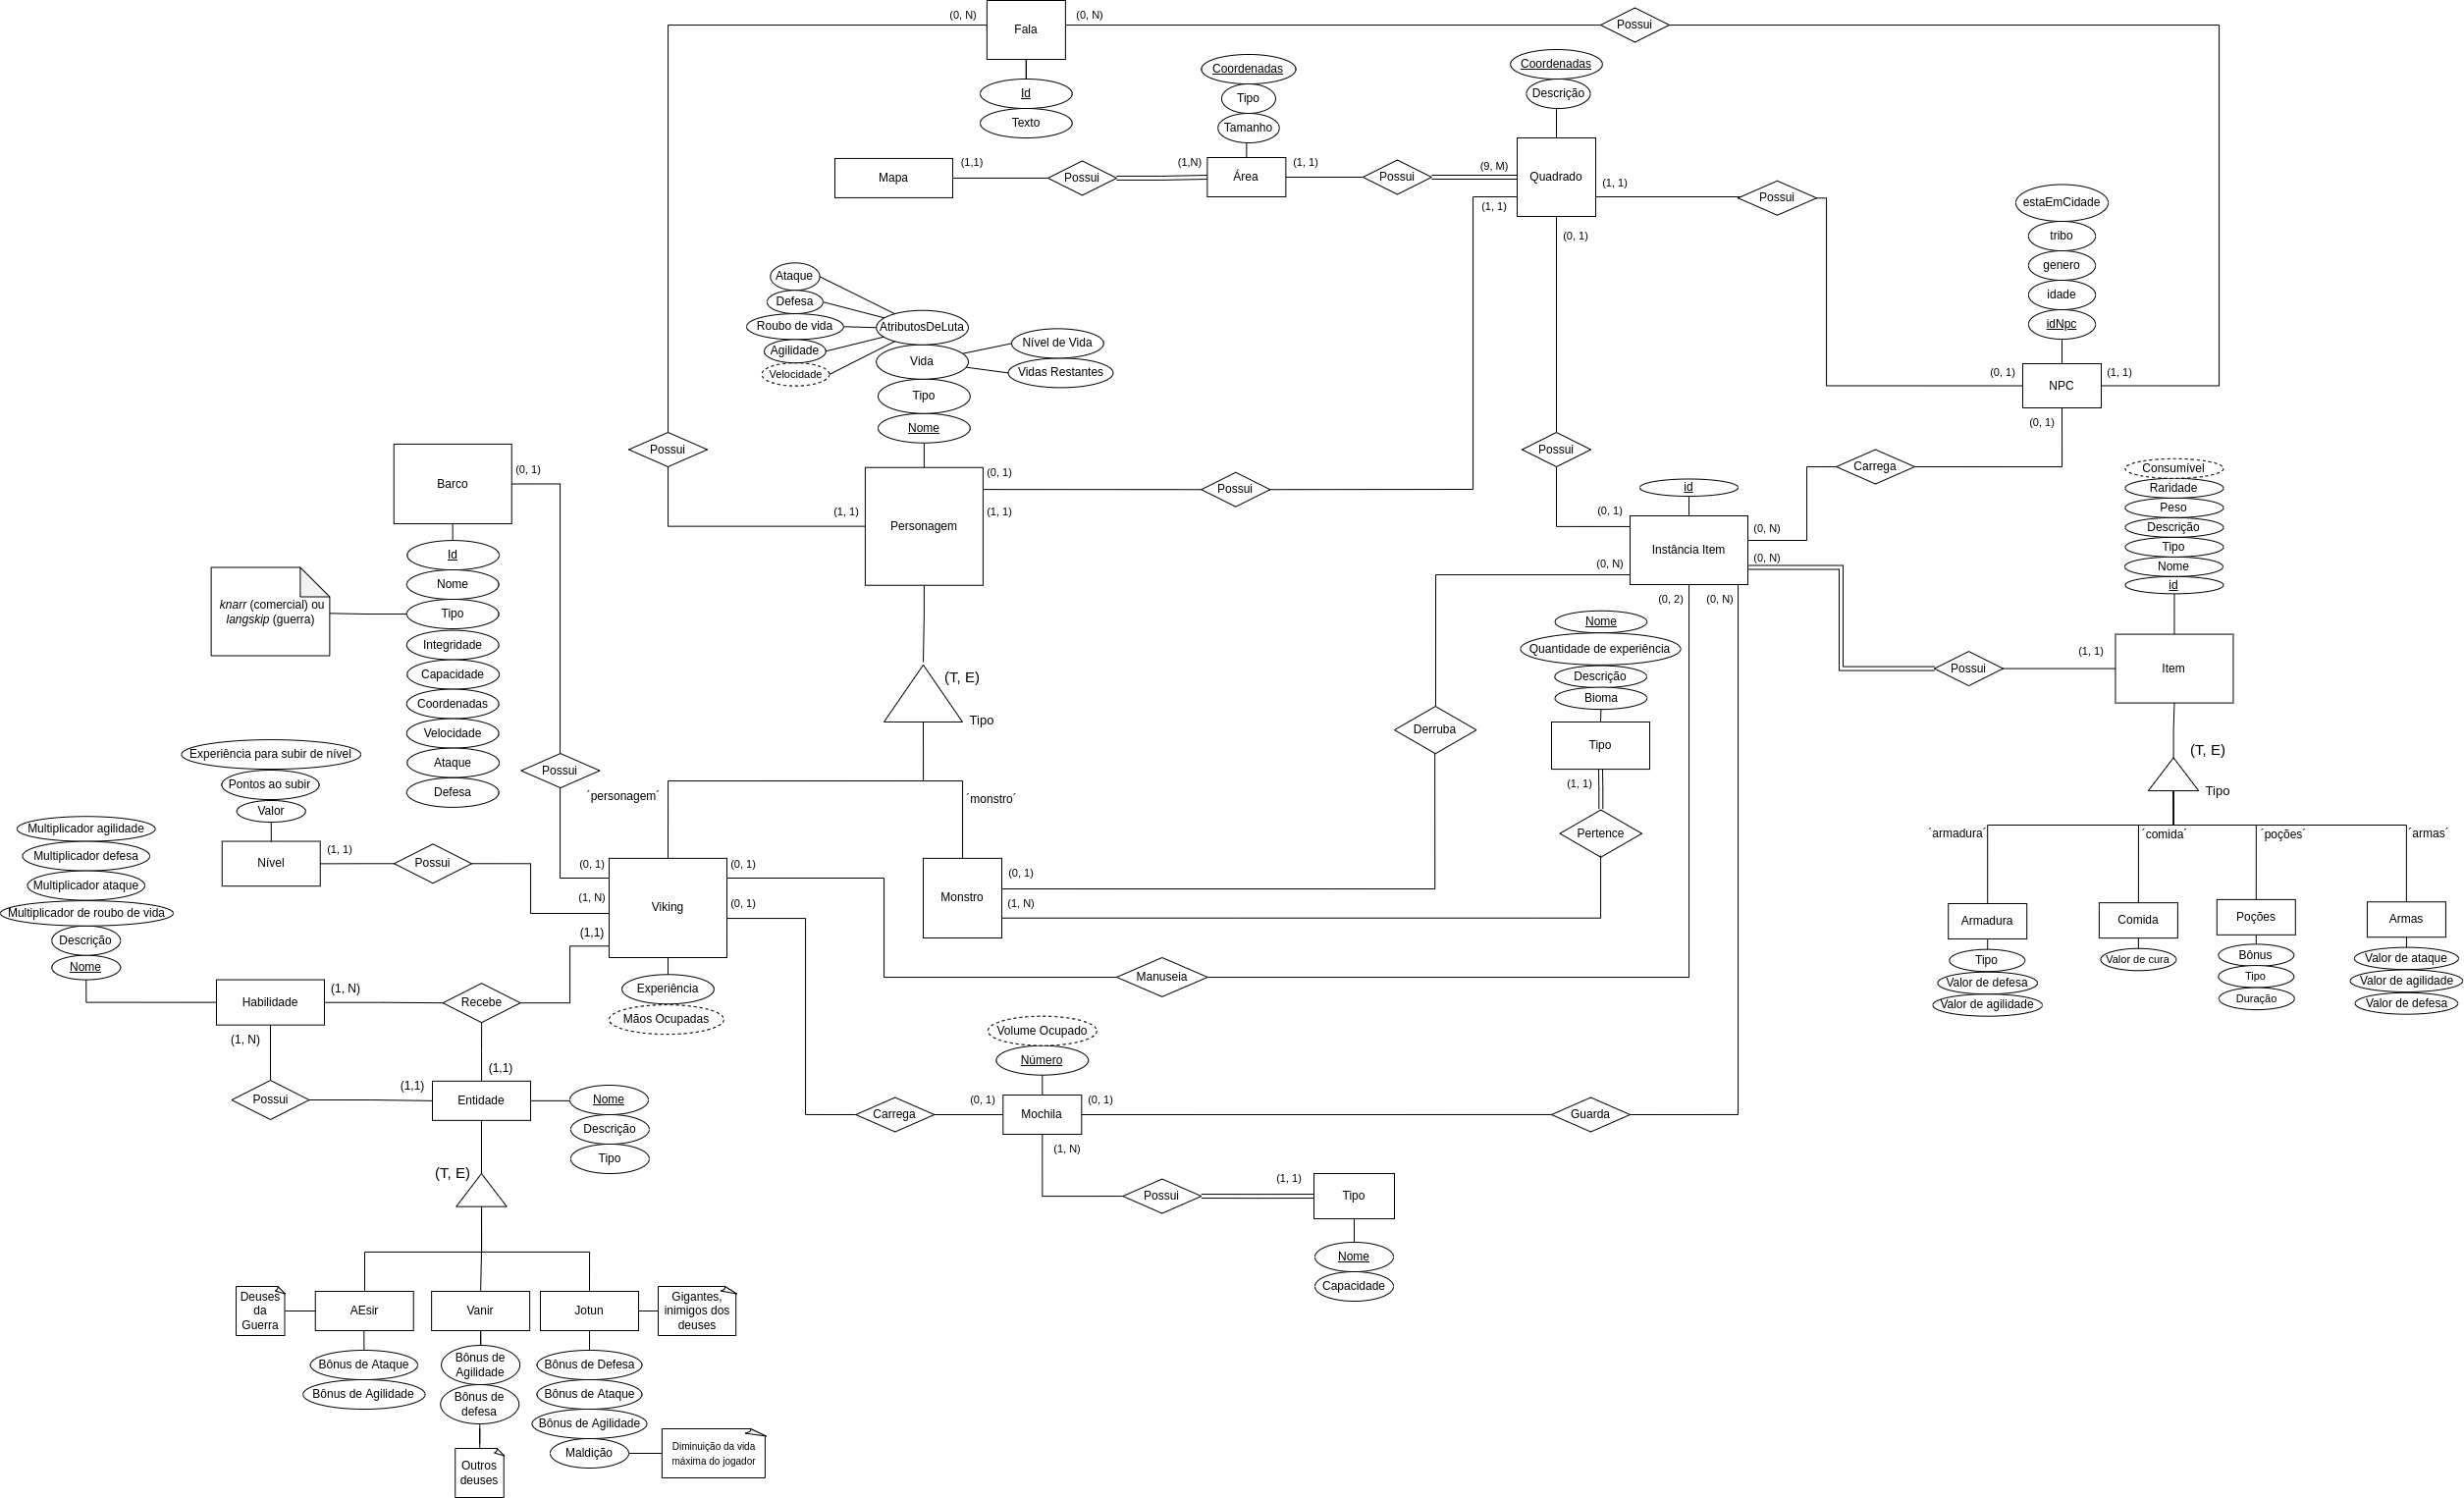 (0, N)
Fala
(0, N)
Possui
Id
Texto
Coordenadas
Tipo
Tamanho
Coordenadas
Descrição
Mapa
(1,1)
Possui
(1,N)
Área
(1, 1)
Possui
(9, M)
Quadrado
(1, 1)
Possui
(1, 1)
(0, 1)
estaEmCidade
tribo
genero
idade
idNpc
(0, 1)
NPC
(1, 1)
(0, 1)
Ataque
Defesa
Roubo de vida
Agilidade
Velocidade
AtributosDeLuta
Vida
Tipo
Nome
Nível de Vida
Vidas Restantes
Possui
(0, 1)
Possui
Possui
Carrega
(1, 1)
Personagem
(1, 1)
Barco
(0, 1)
Id
Nome
Tipo
Integridade
Capacidade
Coordenadas
Velocidade
Ataque
Defesa
knarr (comercial) ou
langskip (guerra)
id
(0, 1)
Instância Item
(0, N)
(0, N)
(0, N)
(0, 2)
(0, N)
Consumível
Raridade
Peso
Descrição
Tipo
Nome
id
Possui
(1, 1)
Item
(T, E)
Tipo
(T, E)
Tipo
Nome
Quantidade de experiência
Descrição
Bioma
Tipo
(1, 1)
Pertence
Derruba
Experiência para subir de nível
Pontos ao subir
Valor
Nível
(1, 1)
Possui
Possui
´personagem´
´monstro´
´armadura´
´comida´
´poções´
´armas´
Multiplicador agilidade
Multiplicador defesa
Multiplicador ataque
Multiplicador de roubo de vida
Descrição
Nome
(0, 1)
(1, N)
(1,1)
Viking
(0, 1)
(0, 1)
Monstro
(0, 1)
(1, N)
Armadura
Tipo
Valor de defesa
Valor de agilidade
Comida
Valor de cura
Poções
Bônus
Tipo
Duração
Armas
Valor de ataque
Valor de agilidade
Valor de defesa
Manuseia
Experiência
Mãos Ocupadas
Habilidade
(1, N)
Recebe
(1, N)
(1,1)
Possui
(1,1)
Entidade
Nome
Descrição
Tipo
Volume Ocupado
Número
Carrega
(0, 1)
Mochila
(0, 1)
Guarda
(1, N)
Possui
(1, 1)
Tipo
Nome
Capacidade
(T, E)
Deuses
da
Guerra
AEsir
Vanir
Jotun
Gigantes,
inimigos dos
deuses
Bônus de Ataque
Bônus de Agilidade
Bônus de
Agilidade
Bônus de
defesa
Outros
deuses
Bônus de Defesa
Bônus de Ataque
Bônus de Agilidade
Maldição
Diminuição da vida
máxima do jogador